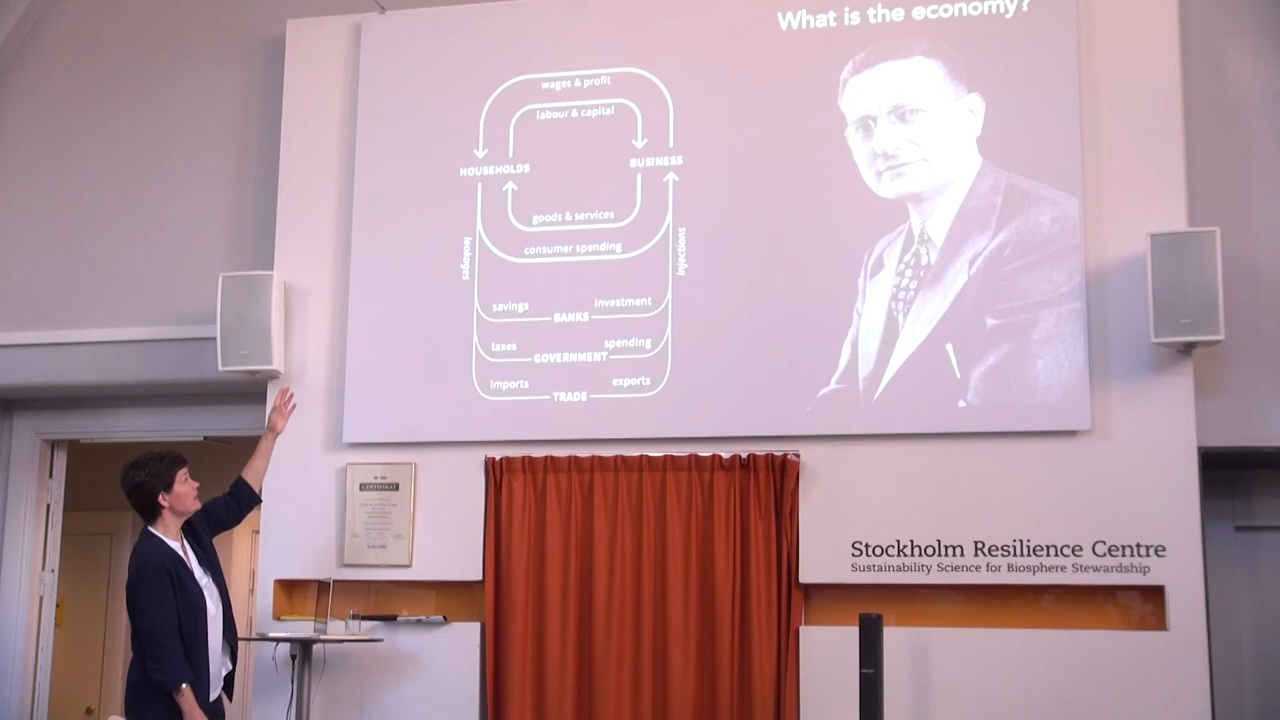 What is the economy?
wages & profit
labour & capital
HOUSEHOLDS
BUSINESS
goods & services
consumer spending
leakages
injections
savings
investment
BANKS
taxes
spending
GOVERNMENT
imports
exports
TRADE
CERTIFIKAT
Stockholm Resilience Centre
Sustainability Science for Biosphere Stewardship